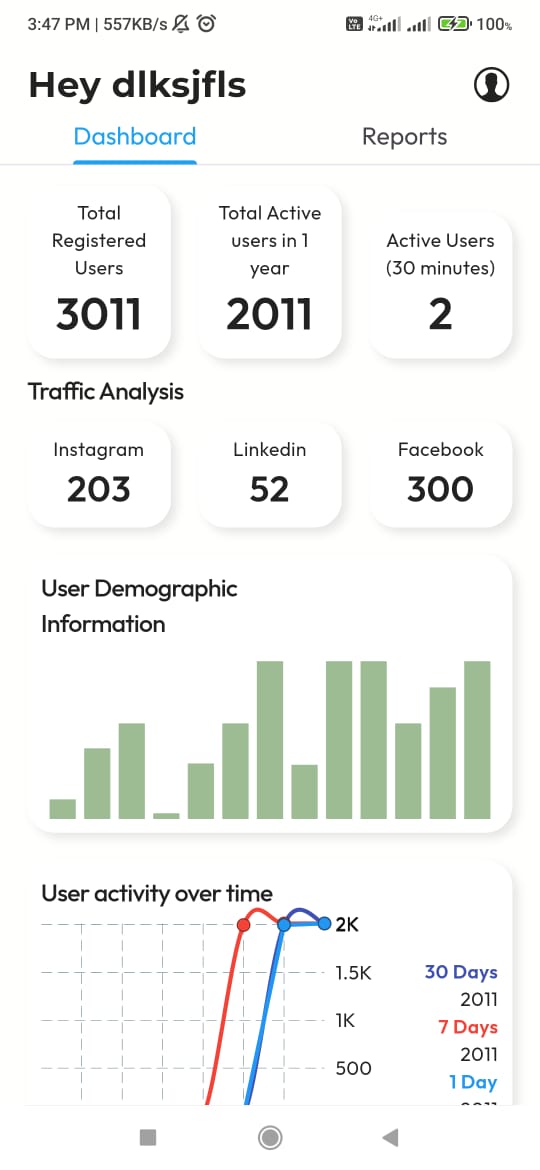 3:47 PM | 557KB/s
Vo LTE 4G+ 100%
Hey dlksjfls
Dashboard Reports
Total Registered Users
3011
Total Active users in 1 year
2011
Active Users (30 minutes)
2
Traffic Analysis
Instagram
203
Linkedin
52
Facebook
300
User Demographic
Information
User activity over time
2K
1.5K
1K
500
30 Days
2011
7 Days
2011
1 Day